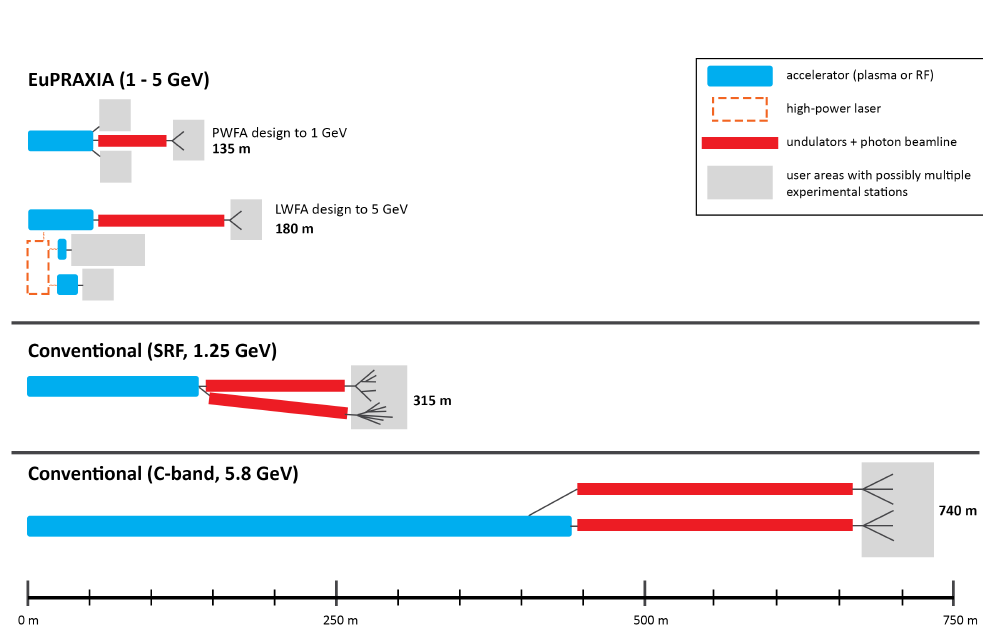 EuPRAXIA (1 - 5 GeV)
accelerator (plasma or RF)
high-power laser
undulators + photon beamline
user areas with possibly multiple
experimental stations
PWFA design to 1 GeV
135 m
LWFA design to 5 GeV
180 m
Conventional (SRF, 1.25 GeV)
315 m
Conventional (C-band, 5.8 GeV)
740 m
0 m
250 m
500 m
750 m